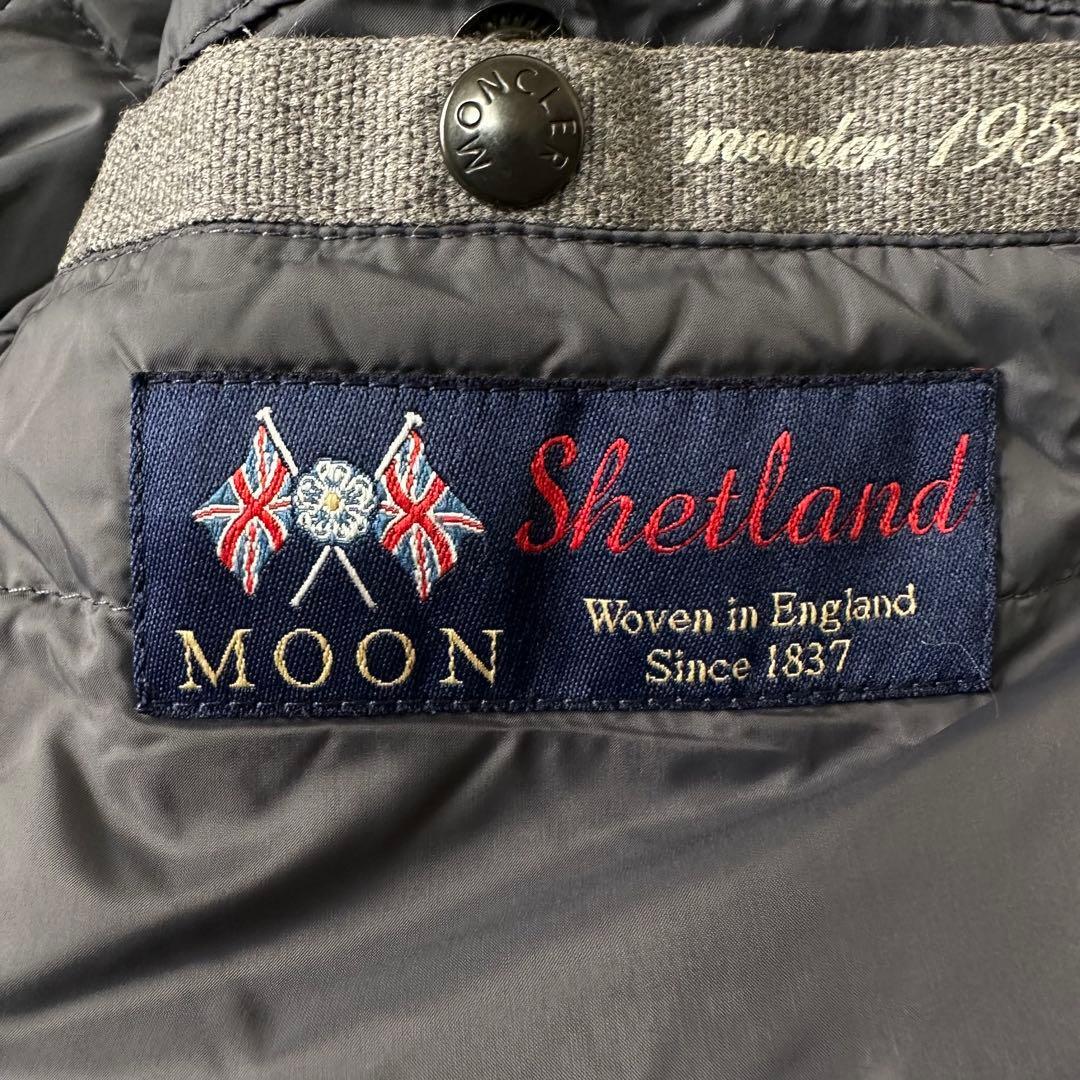 MONCLER
moncler 195
MOON
Shetland
Woven in England
Since 1837